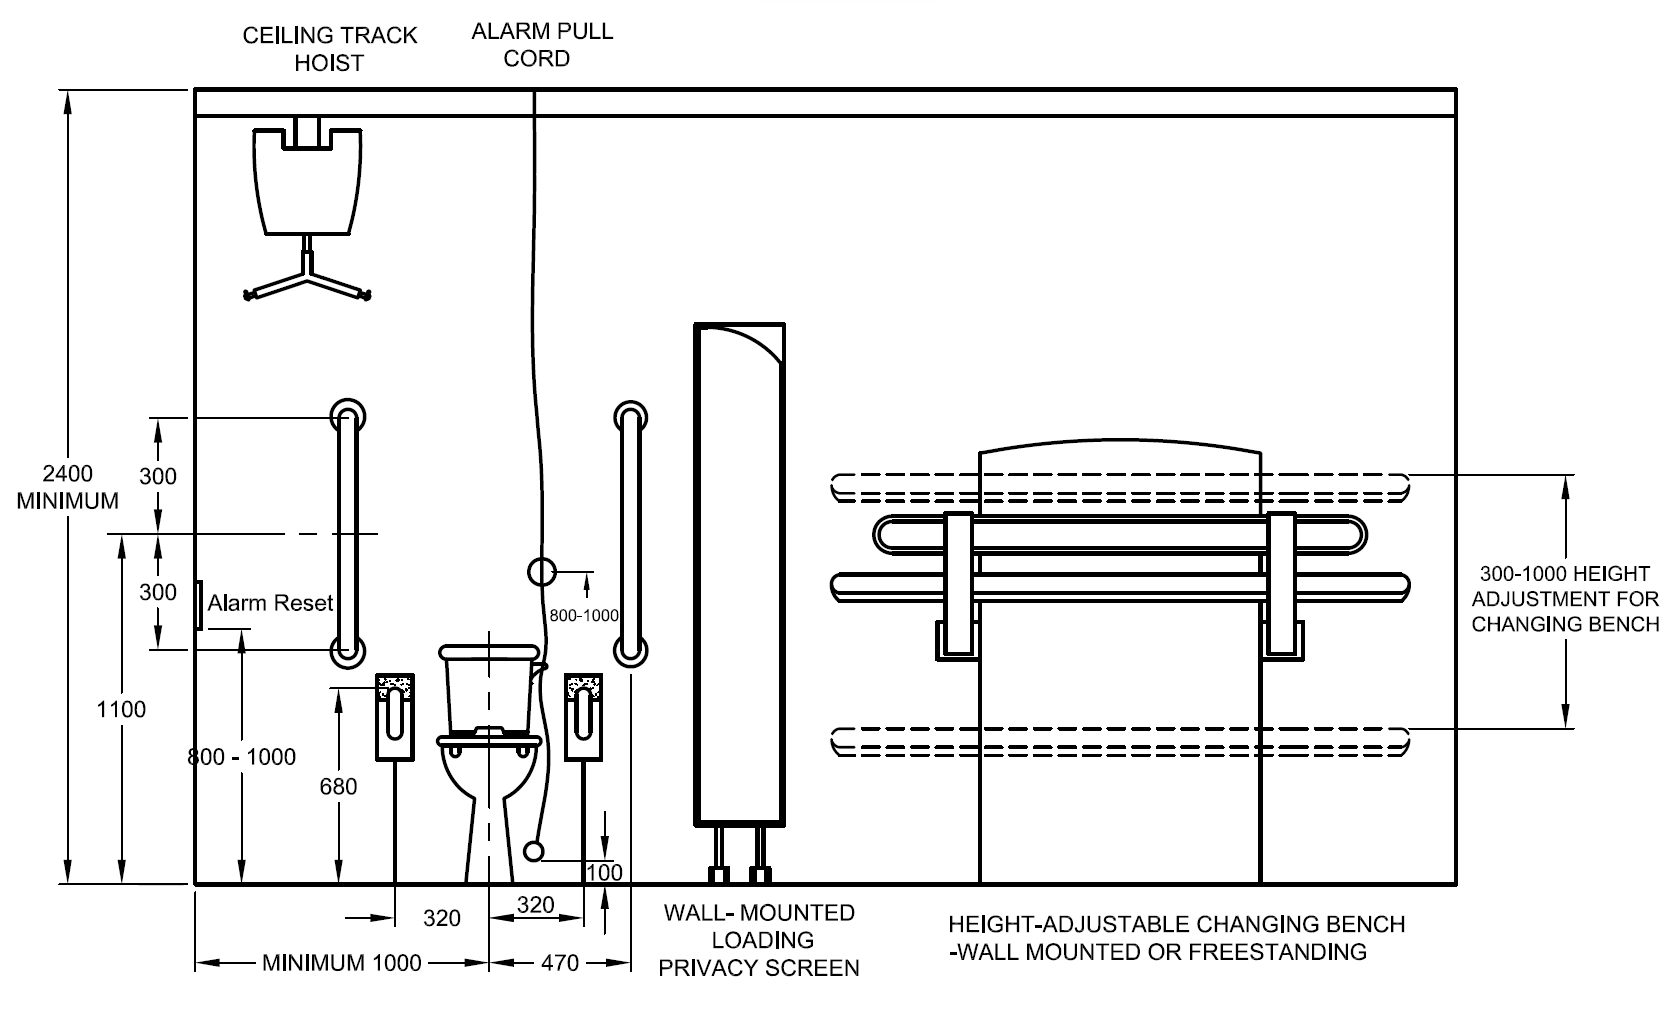 CEILING TRACK
HOIST
ALARM PULL
CORD
2400
MINIMUM
300
300
Alarm Reset
800-1000
1100
800 - 1000
680
100
320
320
MINIMUM 1000
470
WALL- MOUNTED
LOADING
PRIVACY SCREEN
HEIGHT-ADJUSTABLE CHANGING BENCH
-WALL MOUNTED OR FREESTANDING
300-1000 HEIGHT
ADJUSTMENT FOR
CHANGING BENCH